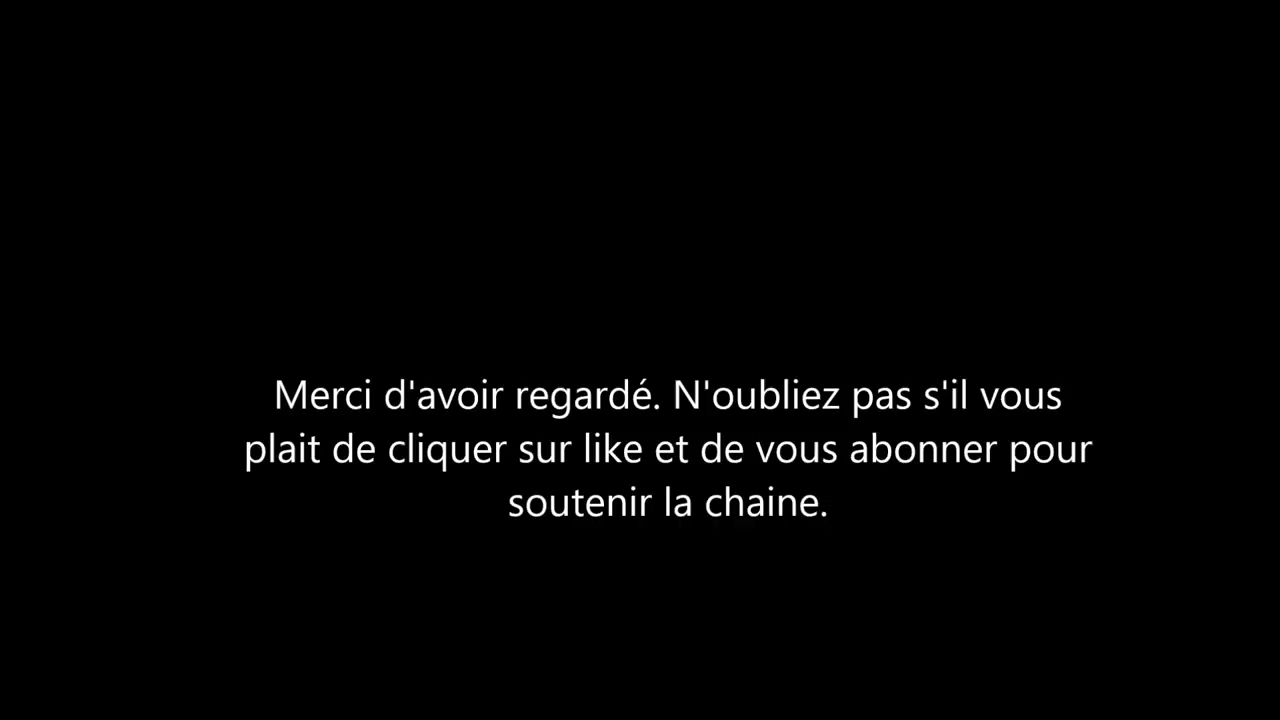 Merci d'avoir regardé. N'oubliez pas s'il vous
plait de cliquer sur like et de vous abonner pour
soutenir la chaine.